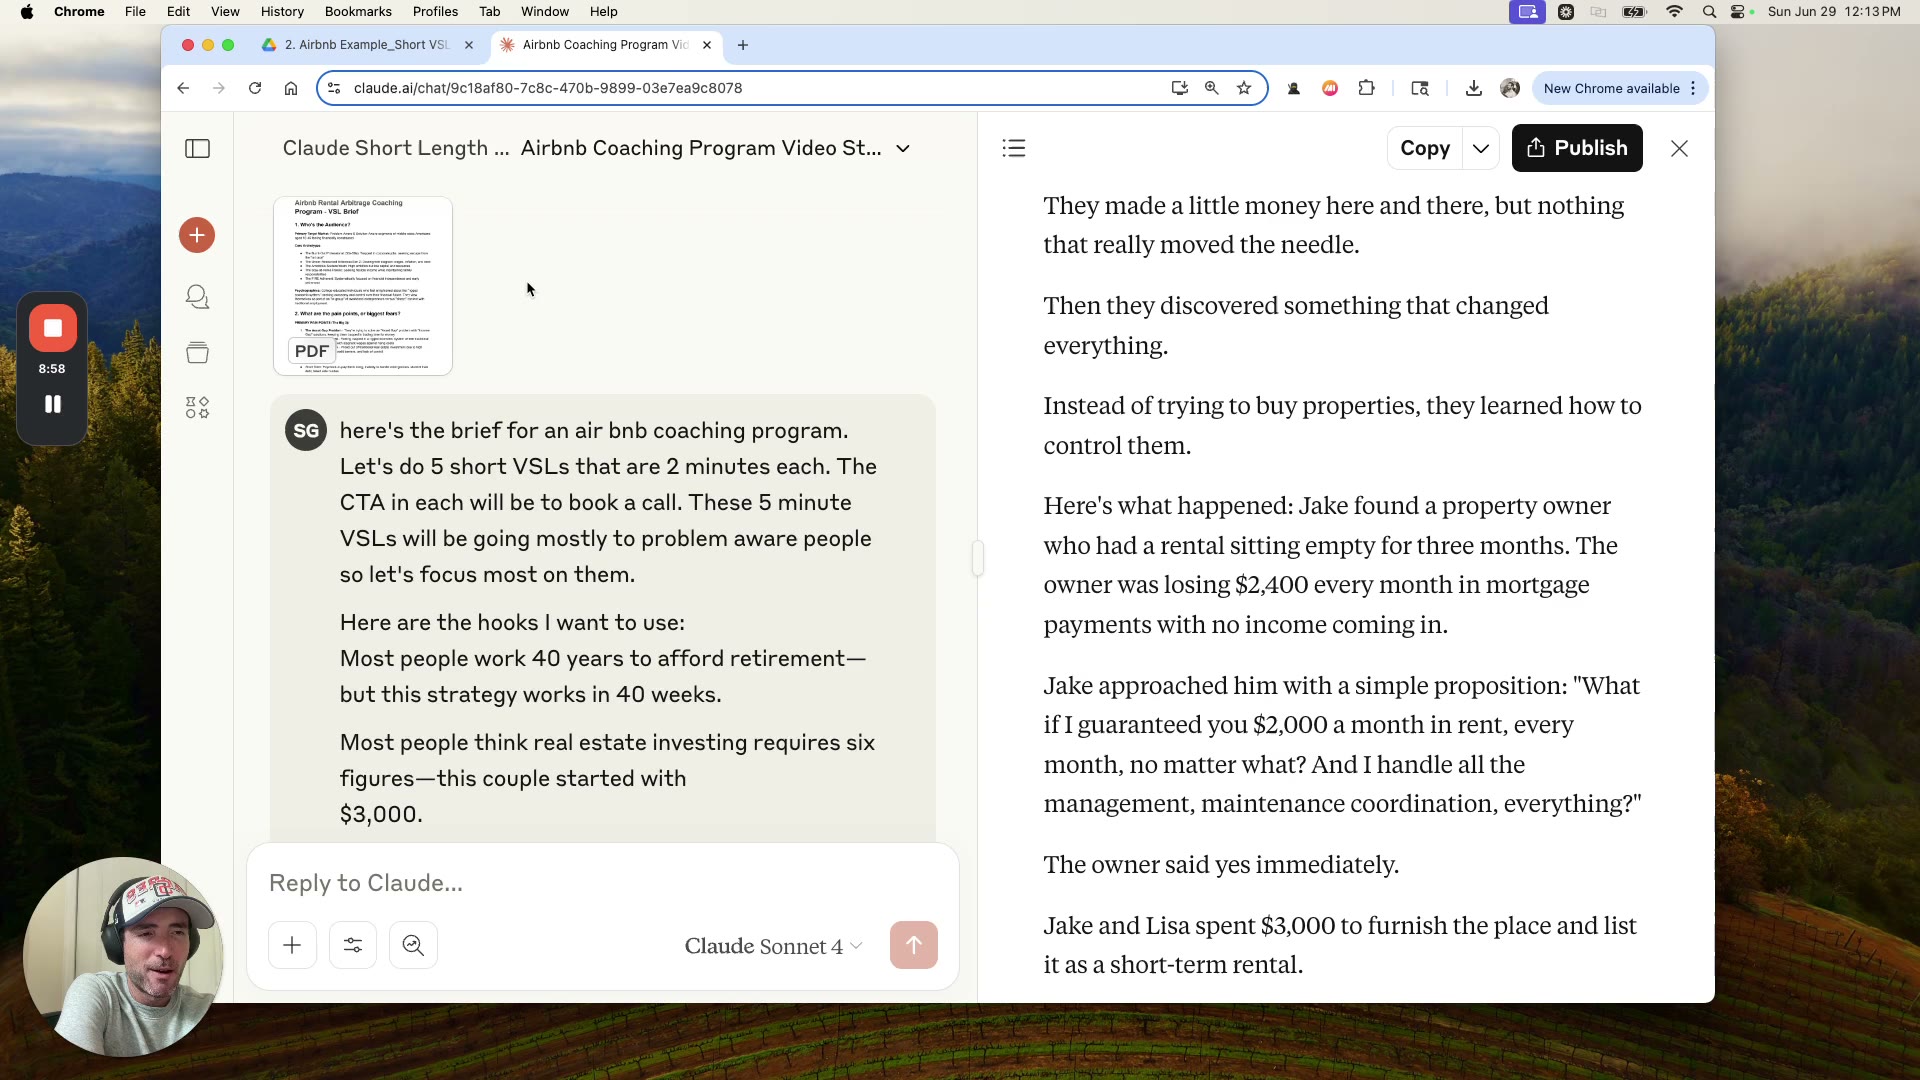 Chrome File Edit View History Bookmarks Profiles Tab Window Help
Sun Jun 29 12:13 PM
2. Airbnb Example_Short VSL
Airbnb Coaching Program Vid
claude.ai/chat/9c18af80-7c8c-470b-9899-03e7ea9c8078
New Chrome available
Claude Short Length ... Airbnb Coaching Program Video St...
Copy
Publish
8:58
Airbnb Rental Arbitrage Coaching
Program - VSL Brief
1. Who's the Audience?
2. What are the pain points, or biggest fears?
PDF
SG
here's the brief for an air bnb coaching program.
Let's do 5 short VSLs that are 2 minutes each. The
CTA in each will be to book a call. These 5 minute
VSLs will be going mostly to problem aware people
so let's focus most on them.
Here are the hooks I want to use:
Most people work 40 years to afford retirement—
but this strategy works in 40 weeks.
Most people think real estate investing requires six
figures—this couple started with
$3,000.
Reply to Claude...
Claude Sonnet 4
They made a little money here and there, but nothing
that really moved the needle.
Then they discovered something that changed
everything.
Instead of trying to buy properties, they learned how to
control them.
Here's what happened: Jake found a property owner
who had a rental sitting empty for three months. The
owner was losing $2,400 every month in mortgage
payments with no income coming in.
Jake approached him with a simple proposition: "What
if I guaranteed you $2,000 a month in rent, every
month, no matter what? And I handle all the
management, maintenance coordination, everything?"
The owner said yes immediately.
Jake and Lisa spent $3,000 to furnish the place and list
it as a short-term rental.